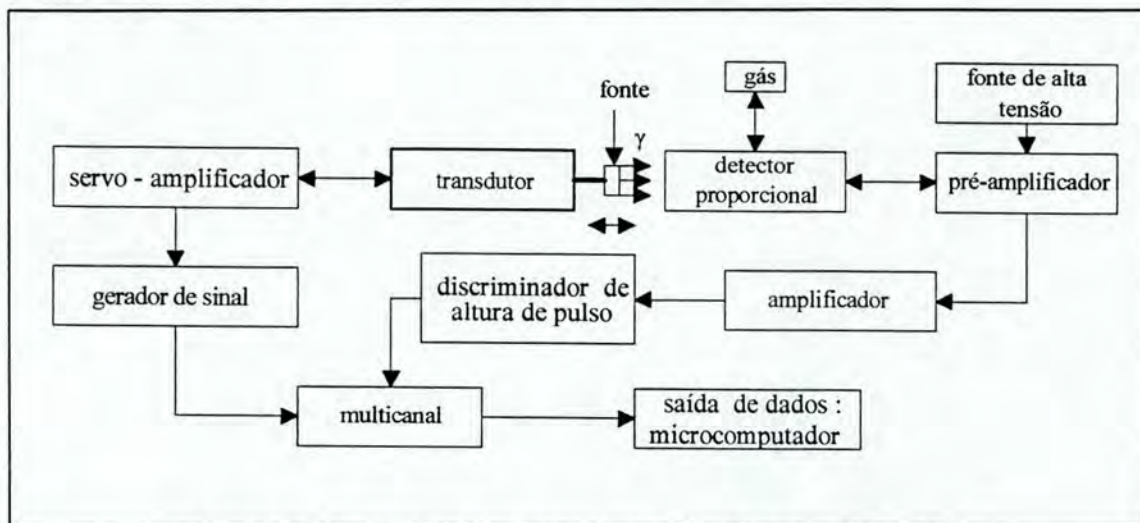 gás
fonte de alta
tensão
fonte
γ
servo - amplificador
transdutor
detector
proporcional
pré-amplificador
gerador de sinal
discriminador de
altura de pulso
amplificador
multicanal
saída de dados :
microcomputador